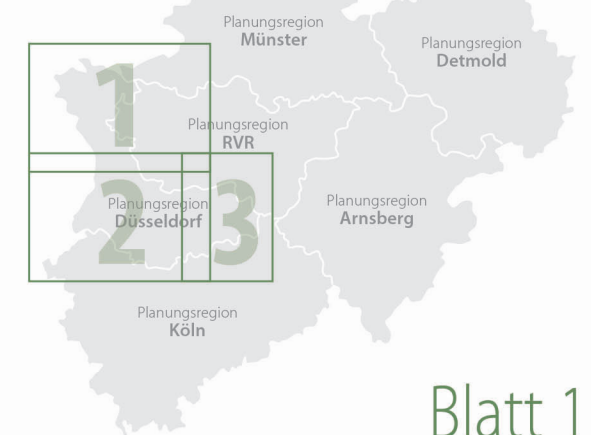 Planungsregion
Münster
Planungsregion
Detmold
1
Planungsregion
RVR
2
Planungsregion
Düsseldorf
3
Planungsregion
Arnsberg
Planungsregion
Köln
Blatt 1